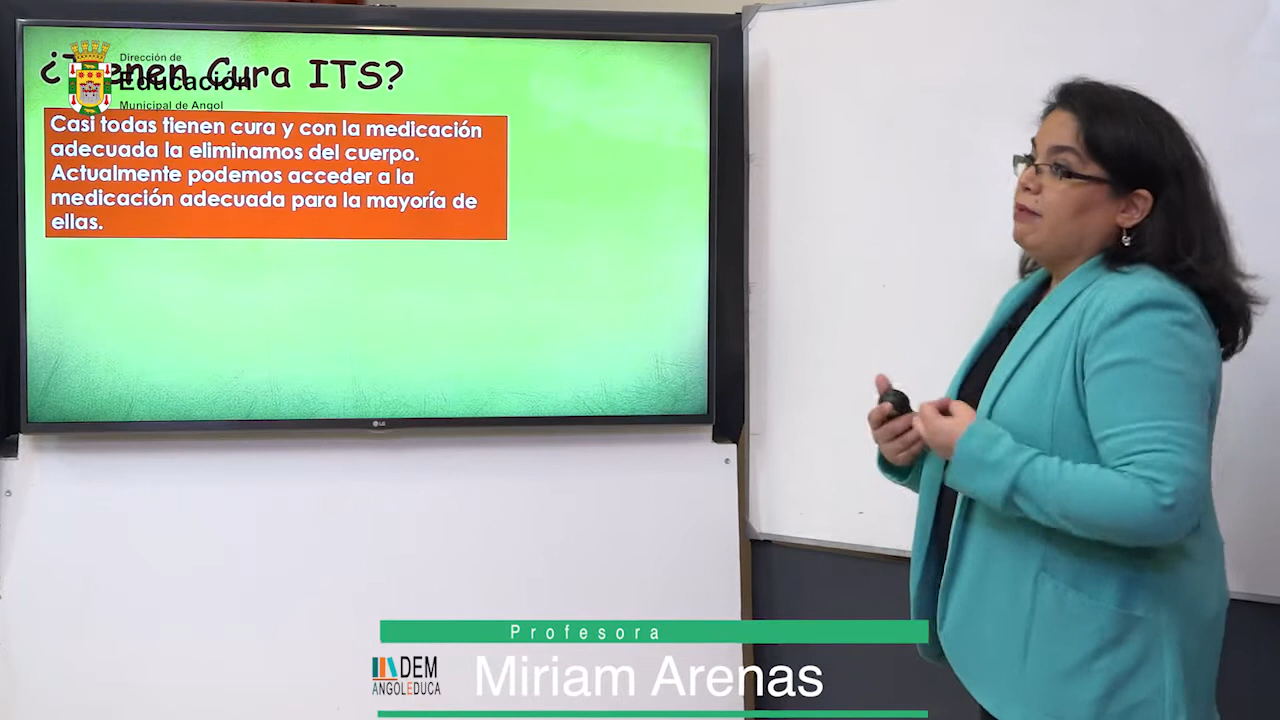 ¿Tienen Cura ITS?
Dirección de
Educación
Municipal de Angol
Casi todas tienen cura y con la medicación
adecuada la eliminamos del cuerpo.
Actualmente podemos acceder a la
medicación adecuada para la mayoría de
ellas.
LG
Profesora
DEM
ANGOLEDUCA
Miriam Arenas